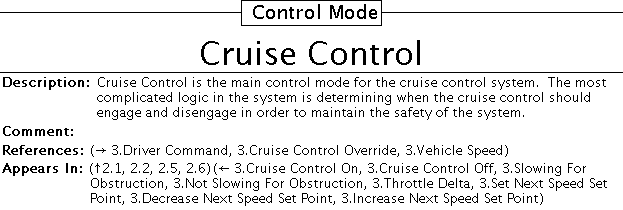 Control Mode
Cruise Control
Description: Cruise Control is the main control mode for the cruise control system. The most
complicated logic in the system is determining when the cruise control should
engage and disengage in order to maintain the safety of the system.
Comment:
References: (→ 3.Driver Command, 3.Cruise Control Override, 3.Vehicle Speed)
Appears In: (↑2.1, 2.2, 2.5, 2.6)(← 3.Cruise Control On, 3.Cruise Control Off, 3.Slowing For
Obstruction, 3.Not Slowing For Obstruction, 3.Throttle Delta, 3.Set Next Speed Set
Point, 3.Decrease Next Speed Set Point, 3.Increase Next Speed Set Point)